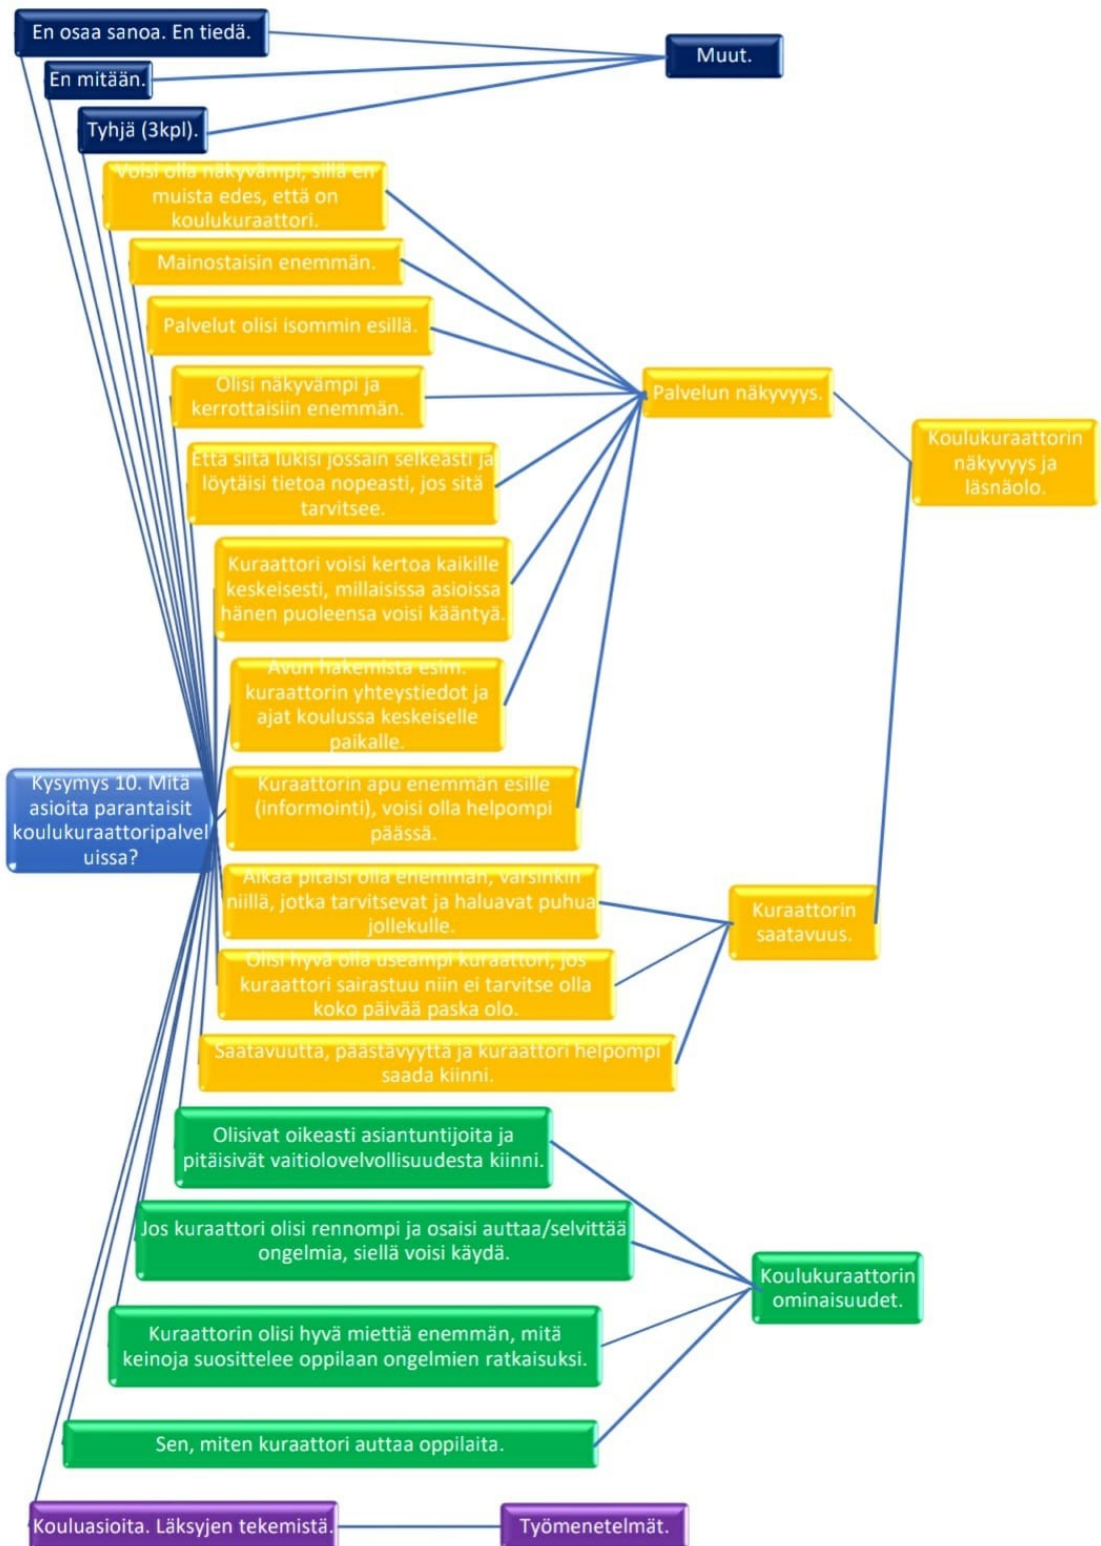 En osaa sanoa. En tiedä.
Muut.
En mitään.
Tyhjä (3kpl).
Voisi olla näkyvämpi, sillä en
muista edes, että on
koulukuraattori.
Mainostaisin enemmän.
Palvelut olisi isommin esillä.
Olisi näkyvämpi ja
kerrottaisiin enemmän.
Palvelun näkyvyys.
Koulukuraattorin
näkyvyys ja
läsnäolo.
Että siitä lukisi jossain selkeästi ja
löytäisi tietoa nopeasti, jos sitä
tarvitsee.
Kuraattori voisi kertoa kaikille
keskeisesti, millaisissa asioissa
hänen puoleensa voisi kääntyä.
Avun hakemista esim.
kuraattorin yhteystiedot ja
ajat koulussa keskeiselle
paikalle.
Kysymys 10. Mitä
asioita parantaisit
koulukuraattoripalvel
uissa?
Kuraattorin apu enemmän esille
(informointi), voisi olla helpompi
päässä.
Aikaa pitäisi olla enemmän, varsinkin
niillä, jotka tarvitsevat ja haluavat puhua
jollekulle.
Kuraattorin
saatavuus.
Olisi hyvä olla useampi kuraattori, jos
kuraattori sairastuu niin ei tarvitse olla
koko päivää paska olo.
Saatavuutta, päästävyyttä ja kuraattori helpompi
saada kiinni.
Olisivat oikeasti asiantuntijoita ja
pitäisivät vaitiolovelvollisuudesta kiinni.
Jos kuraattori olisi rennompi ja osaisi auttaa/selvittää
ongelmia, siellä voisi käydä.
Koulukuraattorin
ominaisuudet.
Kuraattorin olisi hyvä miettiä enemmän, mitä
keinoja suosittelee oppilaan ongelmien ratkaisuksi.
Sen, miten kuraattori auttaa oppilaita.
Kouluasioita. Läksyjen tekemistä.
Työmenetelmät.